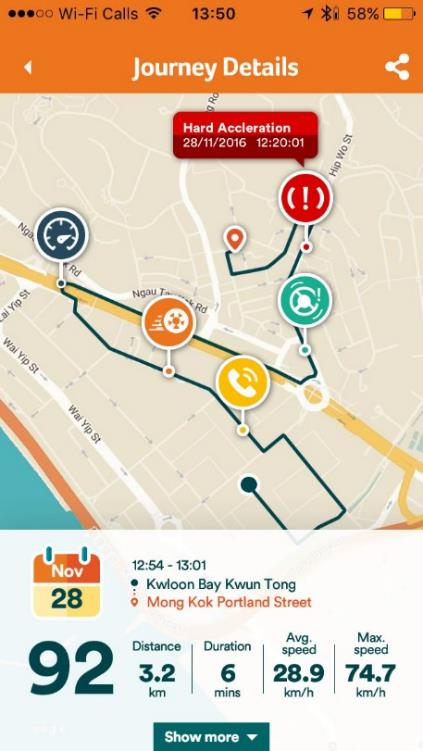 Wi-Fi Calls 13:50 58%
Journey Details
Hard Accleration
28/11/2016 12:20:01
Hip Wo St
Rd
Ngau Rd
Wai Yip St
Wai Yip St
Nov
28
12:54 - 13:01
Kwloon Bay Kwun Tong
Mong Kok Portland Street
92
Distance
3.2
km
Duration
6
mins
Avg.
speed
28.9
km/h
Max.
speed
74.7
km/h
Show more